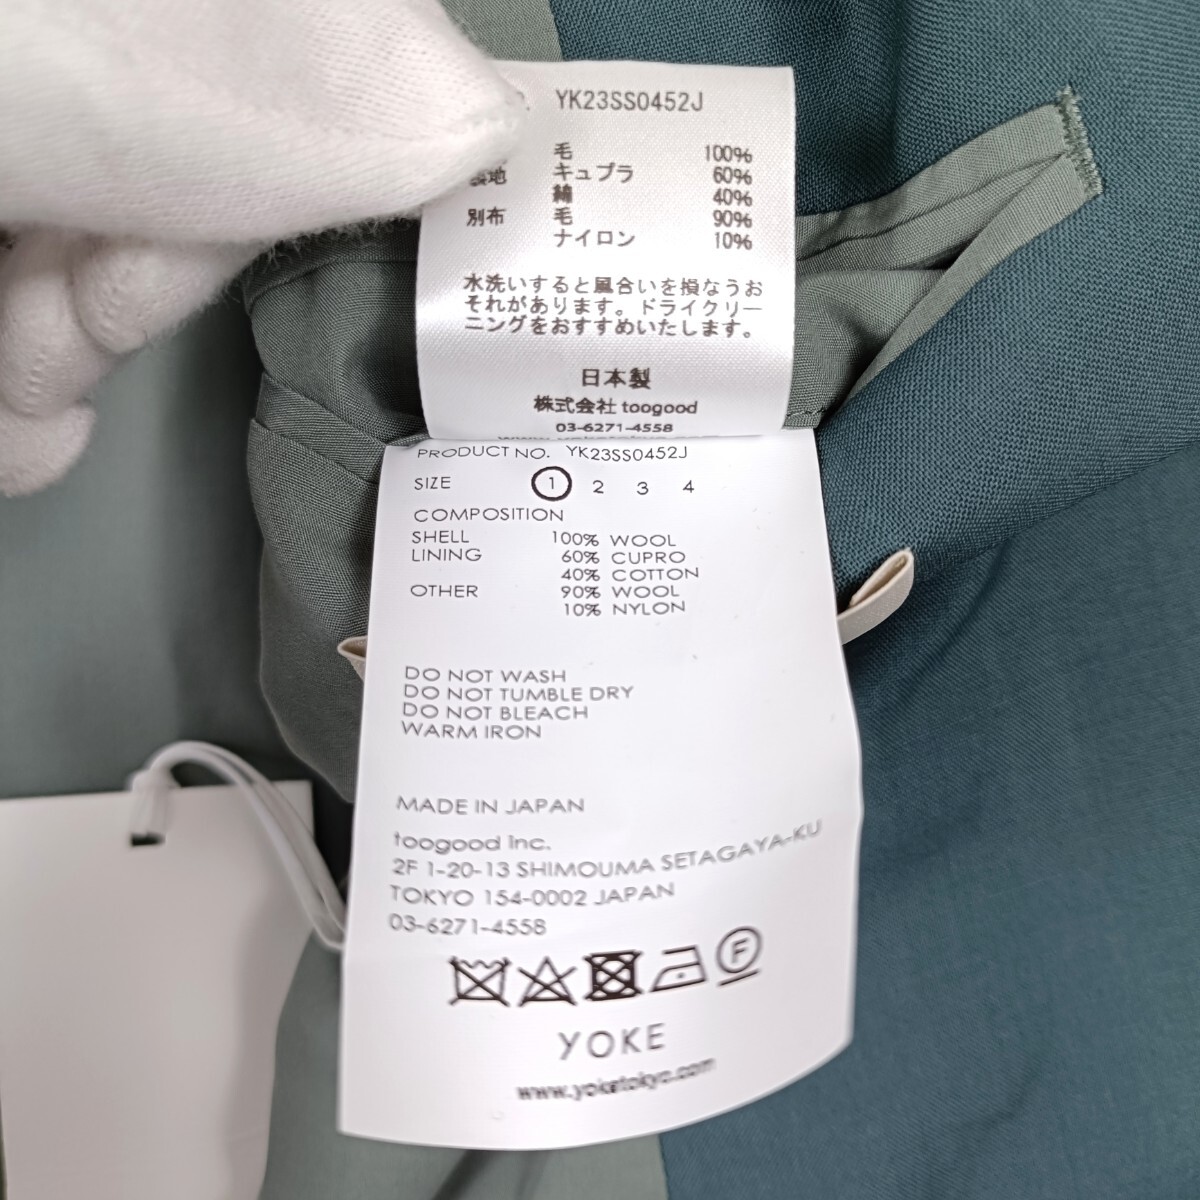 YK23SS0452J
毛 100%
裏地 キュプラ 60%
綿 40%
別布 毛 90%
ナイロン 10%
水洗いすると風合いを損なうお
それがあります。ドライクリー
ニングをおすすめいたします。
日本製
株式会社 toogood
03-6271-4558
PRODUCT NO. YK23SS0452J
SIZE 1 2 3 4
COMPOSITION
SHELL 100% WOOL
LINING 60% CUPRO
40% COTTON
OTHER 90% WOOL
10% NYLON
DO NOT WASH
DO NOT TUMBLE DRY
DO NOT BLEACH
WARM IRON
MADE IN JAPAN
toogood Inc.
2F 1-20-13 SHIMOUMA SETAGAYA-KU
TOKYO 154-0002 JAPAN
03-6271-4558
F
YOKE
www.yoketokyo.com